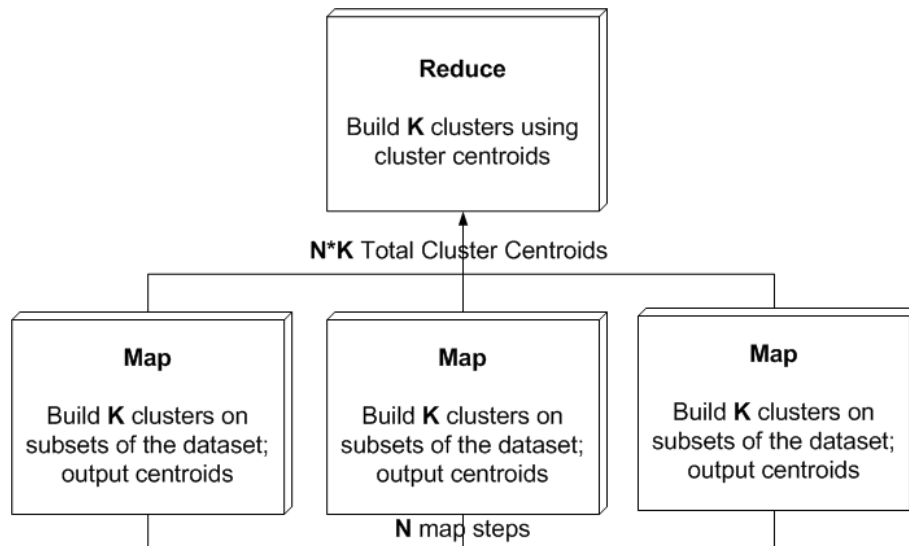 Reduce
Build K clusters using
cluster centroids
N*K Total Cluster Centroids
Map
Build K clusters on
subsets of the dataset;
output centroids
Map
Build K clusters on
subsets of the dataset;
output centroids
Map
Build K clusters on
subsets of the dataset;
output centroids
N map steps